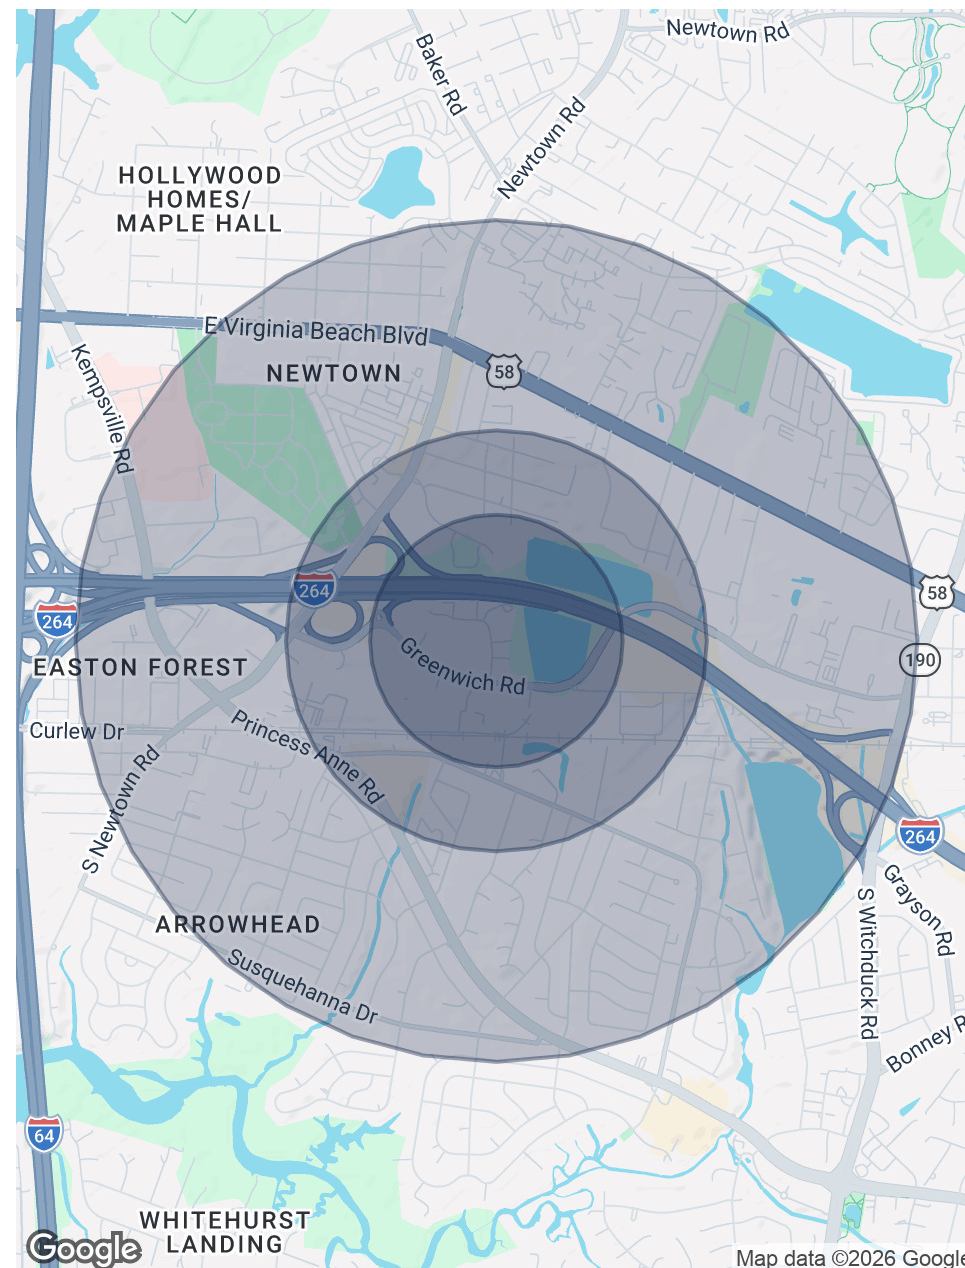 Newtown Rd
Baker Rd
Newtown Rd
HOLLYWOOD
HOMES/
MAPLE HALL
E Virginia Beach Blvd
Kempsville Rd
NEWTOWN
58
264
58
264
Greenwich Rd
190
EASTON FOREST
Curlew Dr
Princess Anne Rd
S Newtown Rd
264
Grayson Rd
S Witchduck Rd
ARROWHEAD
Susquehanna Dr
Bonney R
64
WHITEHURST
LANDING
Google
Map data ©2026 Google